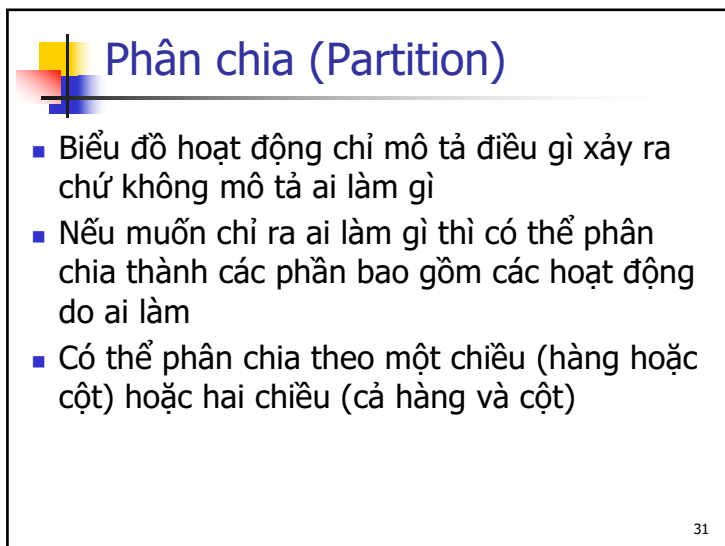 Phân chia (Partition)
Biểu đồ hoạt động chỉ mô tả điều gì xảy ra
chứ không mô tả ai làm gì
Nếu muốn chỉ ra ai làm gì thì có thể phân
chia thành các phần bao gồm các hoạt động
do ai làm
Có thể phân chia theo một chiều (hàng hoặc
cột) hoặc hai chiều (cả hàng và cột)
31